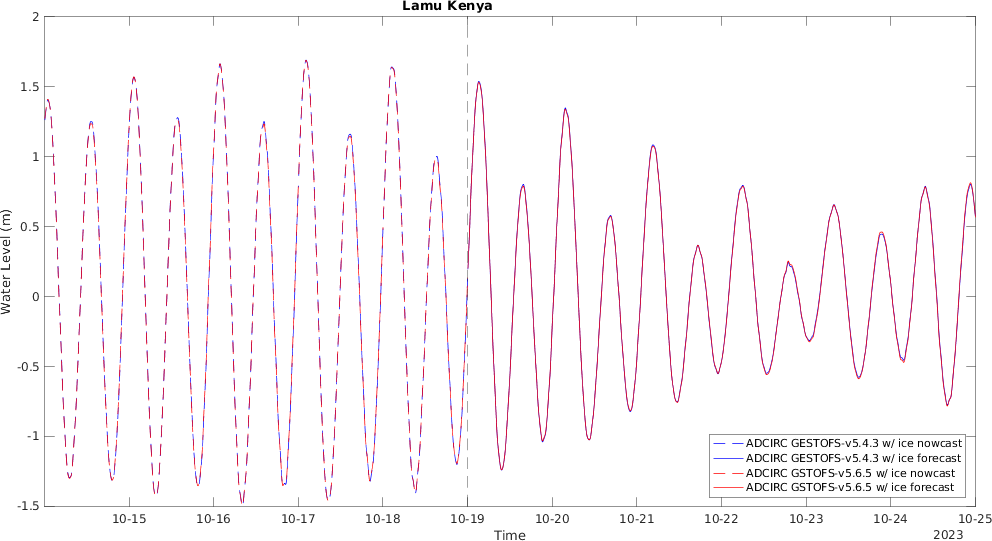 Lamu Kenya
2
1.5
1
0.5
0
-0.5
-1
-1.5
Water Level (m)
ADCIRC GESTOFS-v5.4.3 w/ ice nowcast
ADCIRC GESTOFS-v5.4.3 w/ ice forecast
ADCIRC GSTOFS-v5.6.5 w/ ice nowcast
ADCIRC GSTOFS-v5.6.5 w/ ice forecast
10-15 10-16 10-17 10-18 10-19 10-20 10-21 10-22 10-23 10-24 10-25
Time
2023